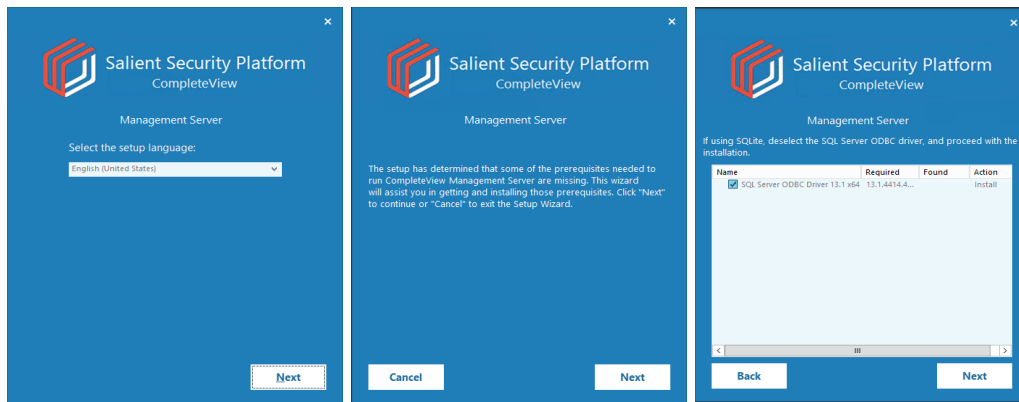 Salient Security Platform
CompleteView
Management Server
Select the setup language:
English (United States)
Next
Salient Security Platform
CompleteView
Management Server
The setup has determined that some of the prerequisites needed to
run CompleteView Management Server are missing. This wizard
will assist you in getting and installing those prerequisites. Click "Next"
to continue or "Cancel" to exit the Setup Wizard.
Cancel Next
Salient Security Platform
CompleteView
Management Server
If using SQLite, deselect the SQL Server ODBC driver, and proceed with the
installation.
Name Required Found Action
SQL Server ODBC Driver 13.1 x64 13.1.4414.4... Install
Back Next